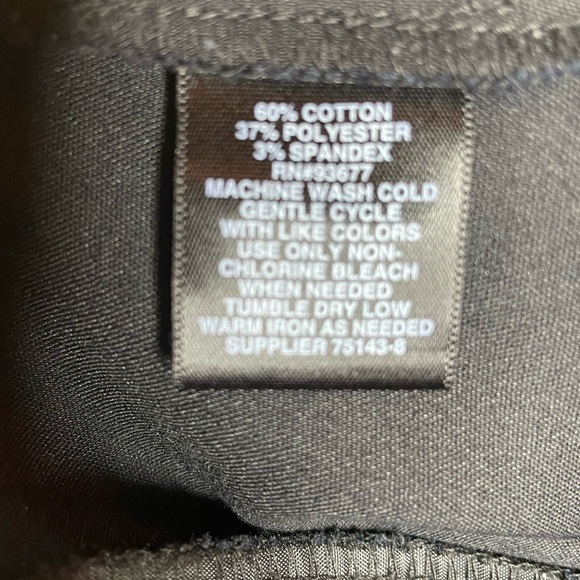 60% COTTON
37% POLYESTER
3% SPANDEX
RN#93677
MACHINE WASH COLD
GENTLE CYCLE
WITH LIKE COLORS
USE ONLY NON-
CHLORINE BLEACH
WHEN NEEDED
TUMBLE DRY LOW
WARM IRON AS NEEDED
SUPPLIER 75143-8